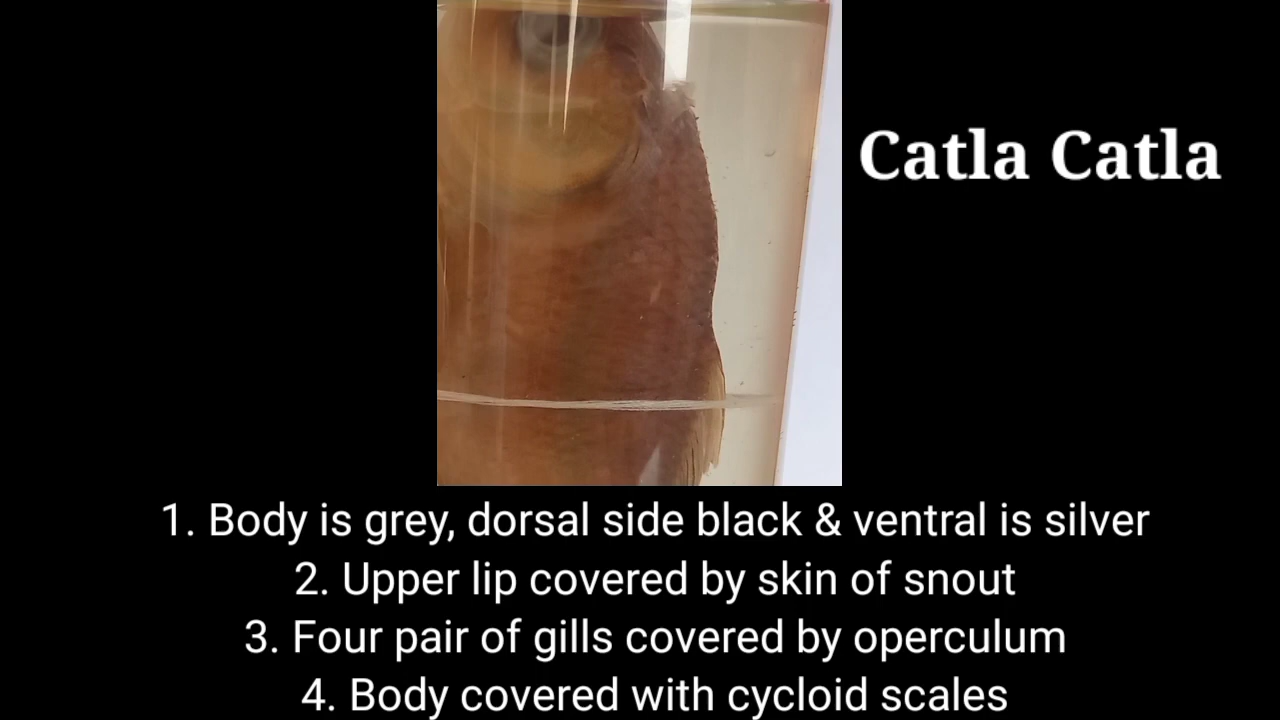 Catla Catla
1. Body is grey, dorsal side black & ventral is silver
2. Upper lip covered by skin of snout
3. Four pair of gills covered by operculum
4. Body covered with cycloid scales